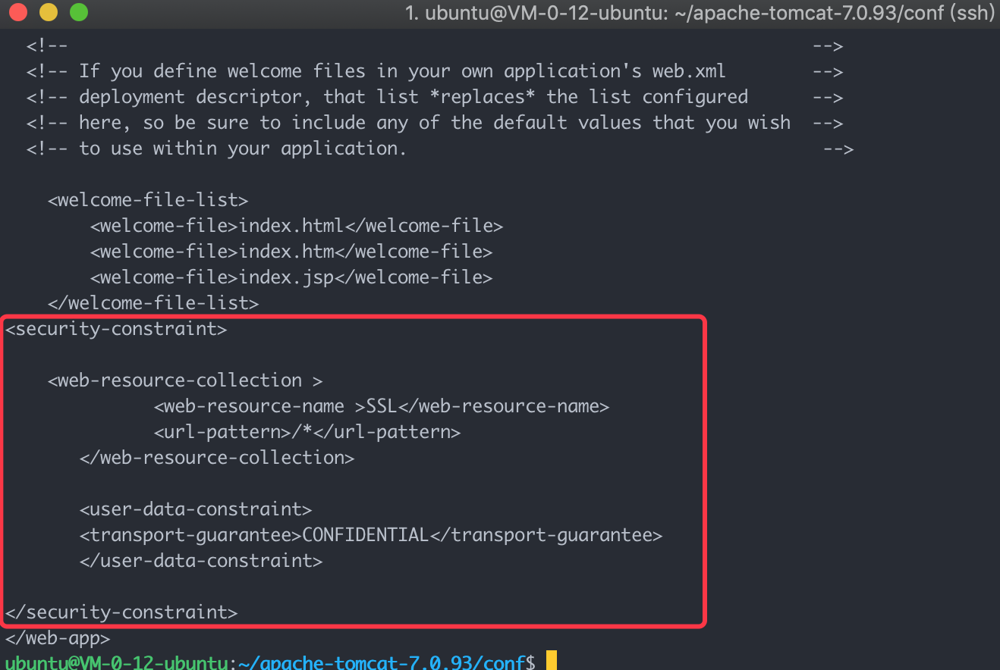 1. ubuntu@VM-0-12-ubuntu: ~/apache-tomcat-7.0.93/conf (ssh)
<!-- -->
<!-- If you define welcome files in your own application's web.xml -->
<!-- deployment descriptor, that list *replaces* the list configured -->
<!-- here, so be sure to include any of the default values that you wish -->
<!-- to use within your application. -->
<welcome-file-list>
<welcome-file>index.html</welcome-file>
<welcome-file>index.htm</welcome-file>
<welcome-file>index.jsp</welcome-file>
</welcome-file-list>
<security-constraint>
<web-resource-collection >
<web-resource-name >SSL</web-resource-name>
<url-pattern>/*</url-pattern>
</web-resource-collection>
<user-data-constraint>
<transport-guarantee>CONFIDENTIAL</transport-guarantee>
</user-data-constraint>
</security-constraint>
</web-app>
ubuntu@VM-0-12-ubuntu:~/apache-tomcat-7.0.93/conf$